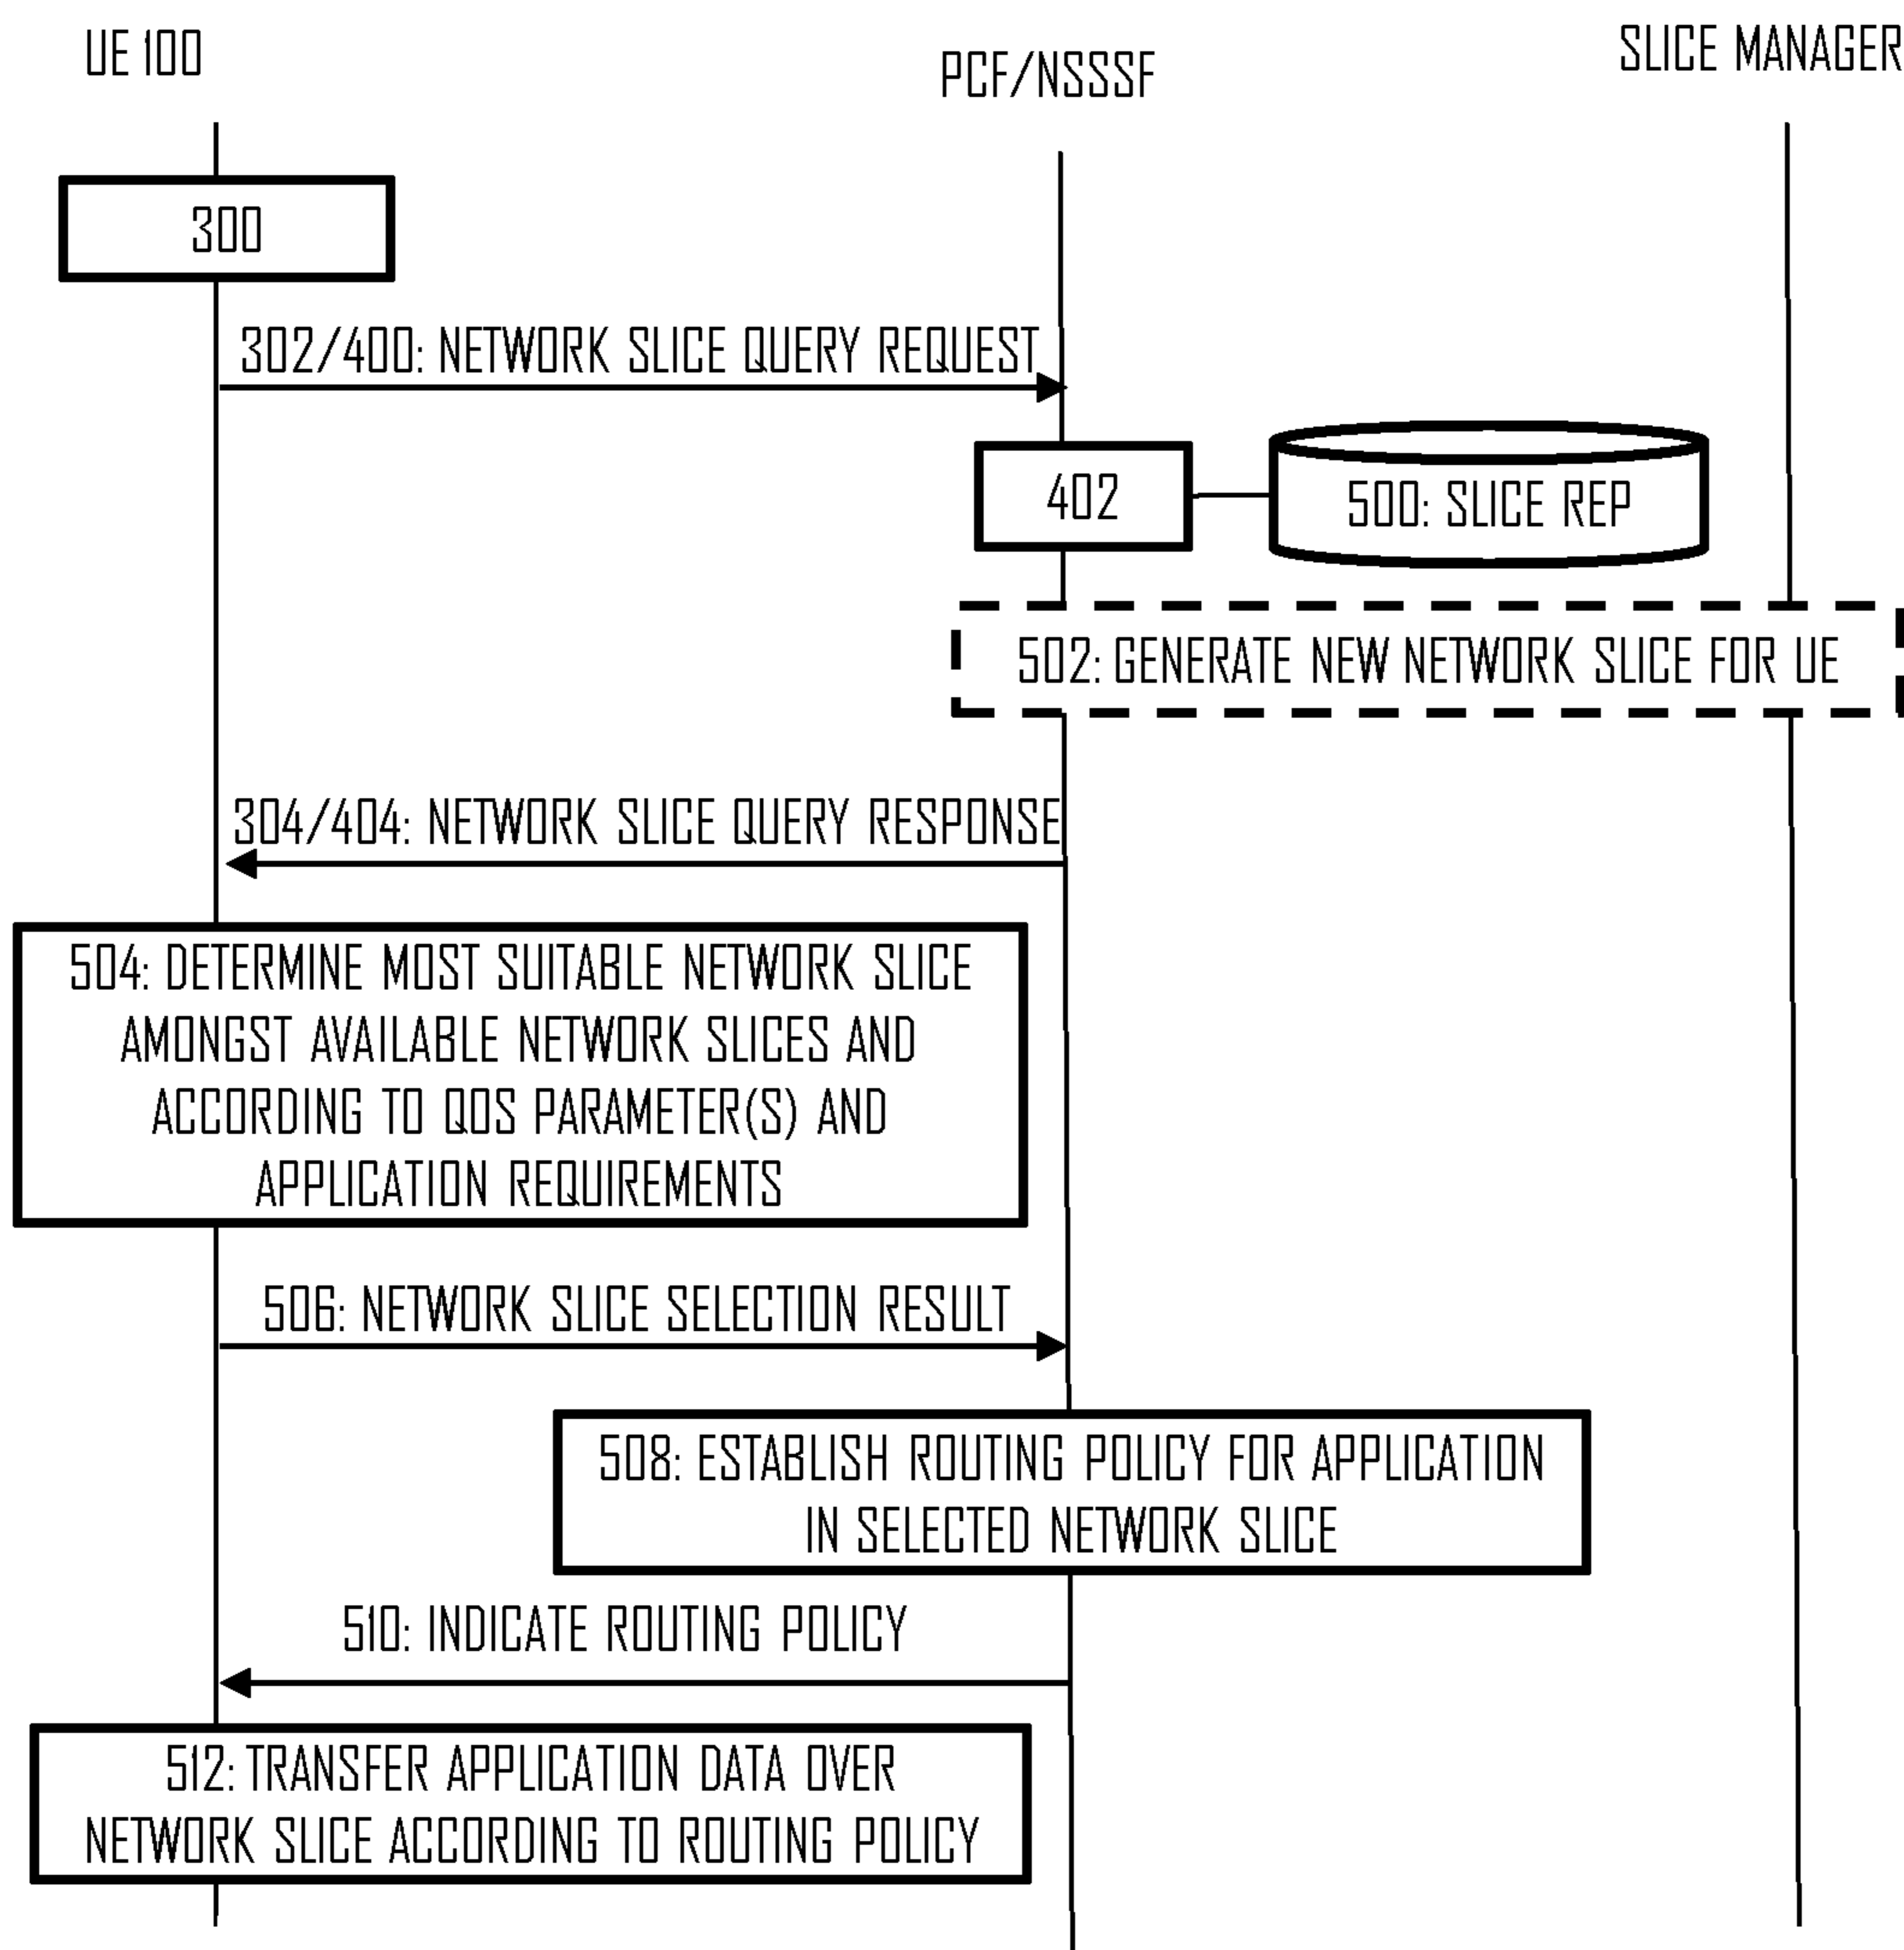 UE 100
PCF/NSSSF
SLICE MANAGER
300
302/400: NETWORK SLICE QUERY REQUEST
402
500: SLICE REP
502: GENERATE NEW NETWORK SLICE FOR UE
304/404: NETWORK SLICE QUERY RESPONSE
504: DETERMINE MOST SUITABLE NETWORK SLICE
AMONGST AVAILABLE NETWORK SLICES AND
ACCORDING TO QOS PARAMETER(S) AND
APPLICATION REQUIREMENTS
506: NETWORK SLICE SELECTION RESULT
508: ESTABLISH ROUTING POLICY FOR APPLICATION
IN SELECTED NETWORK SLICE
510: INDICATE ROUTING POLICY
512: TRANSFER APPLICATION DATA OVER
NETWORK SLICE ACCORDING TO ROUTING POLICY